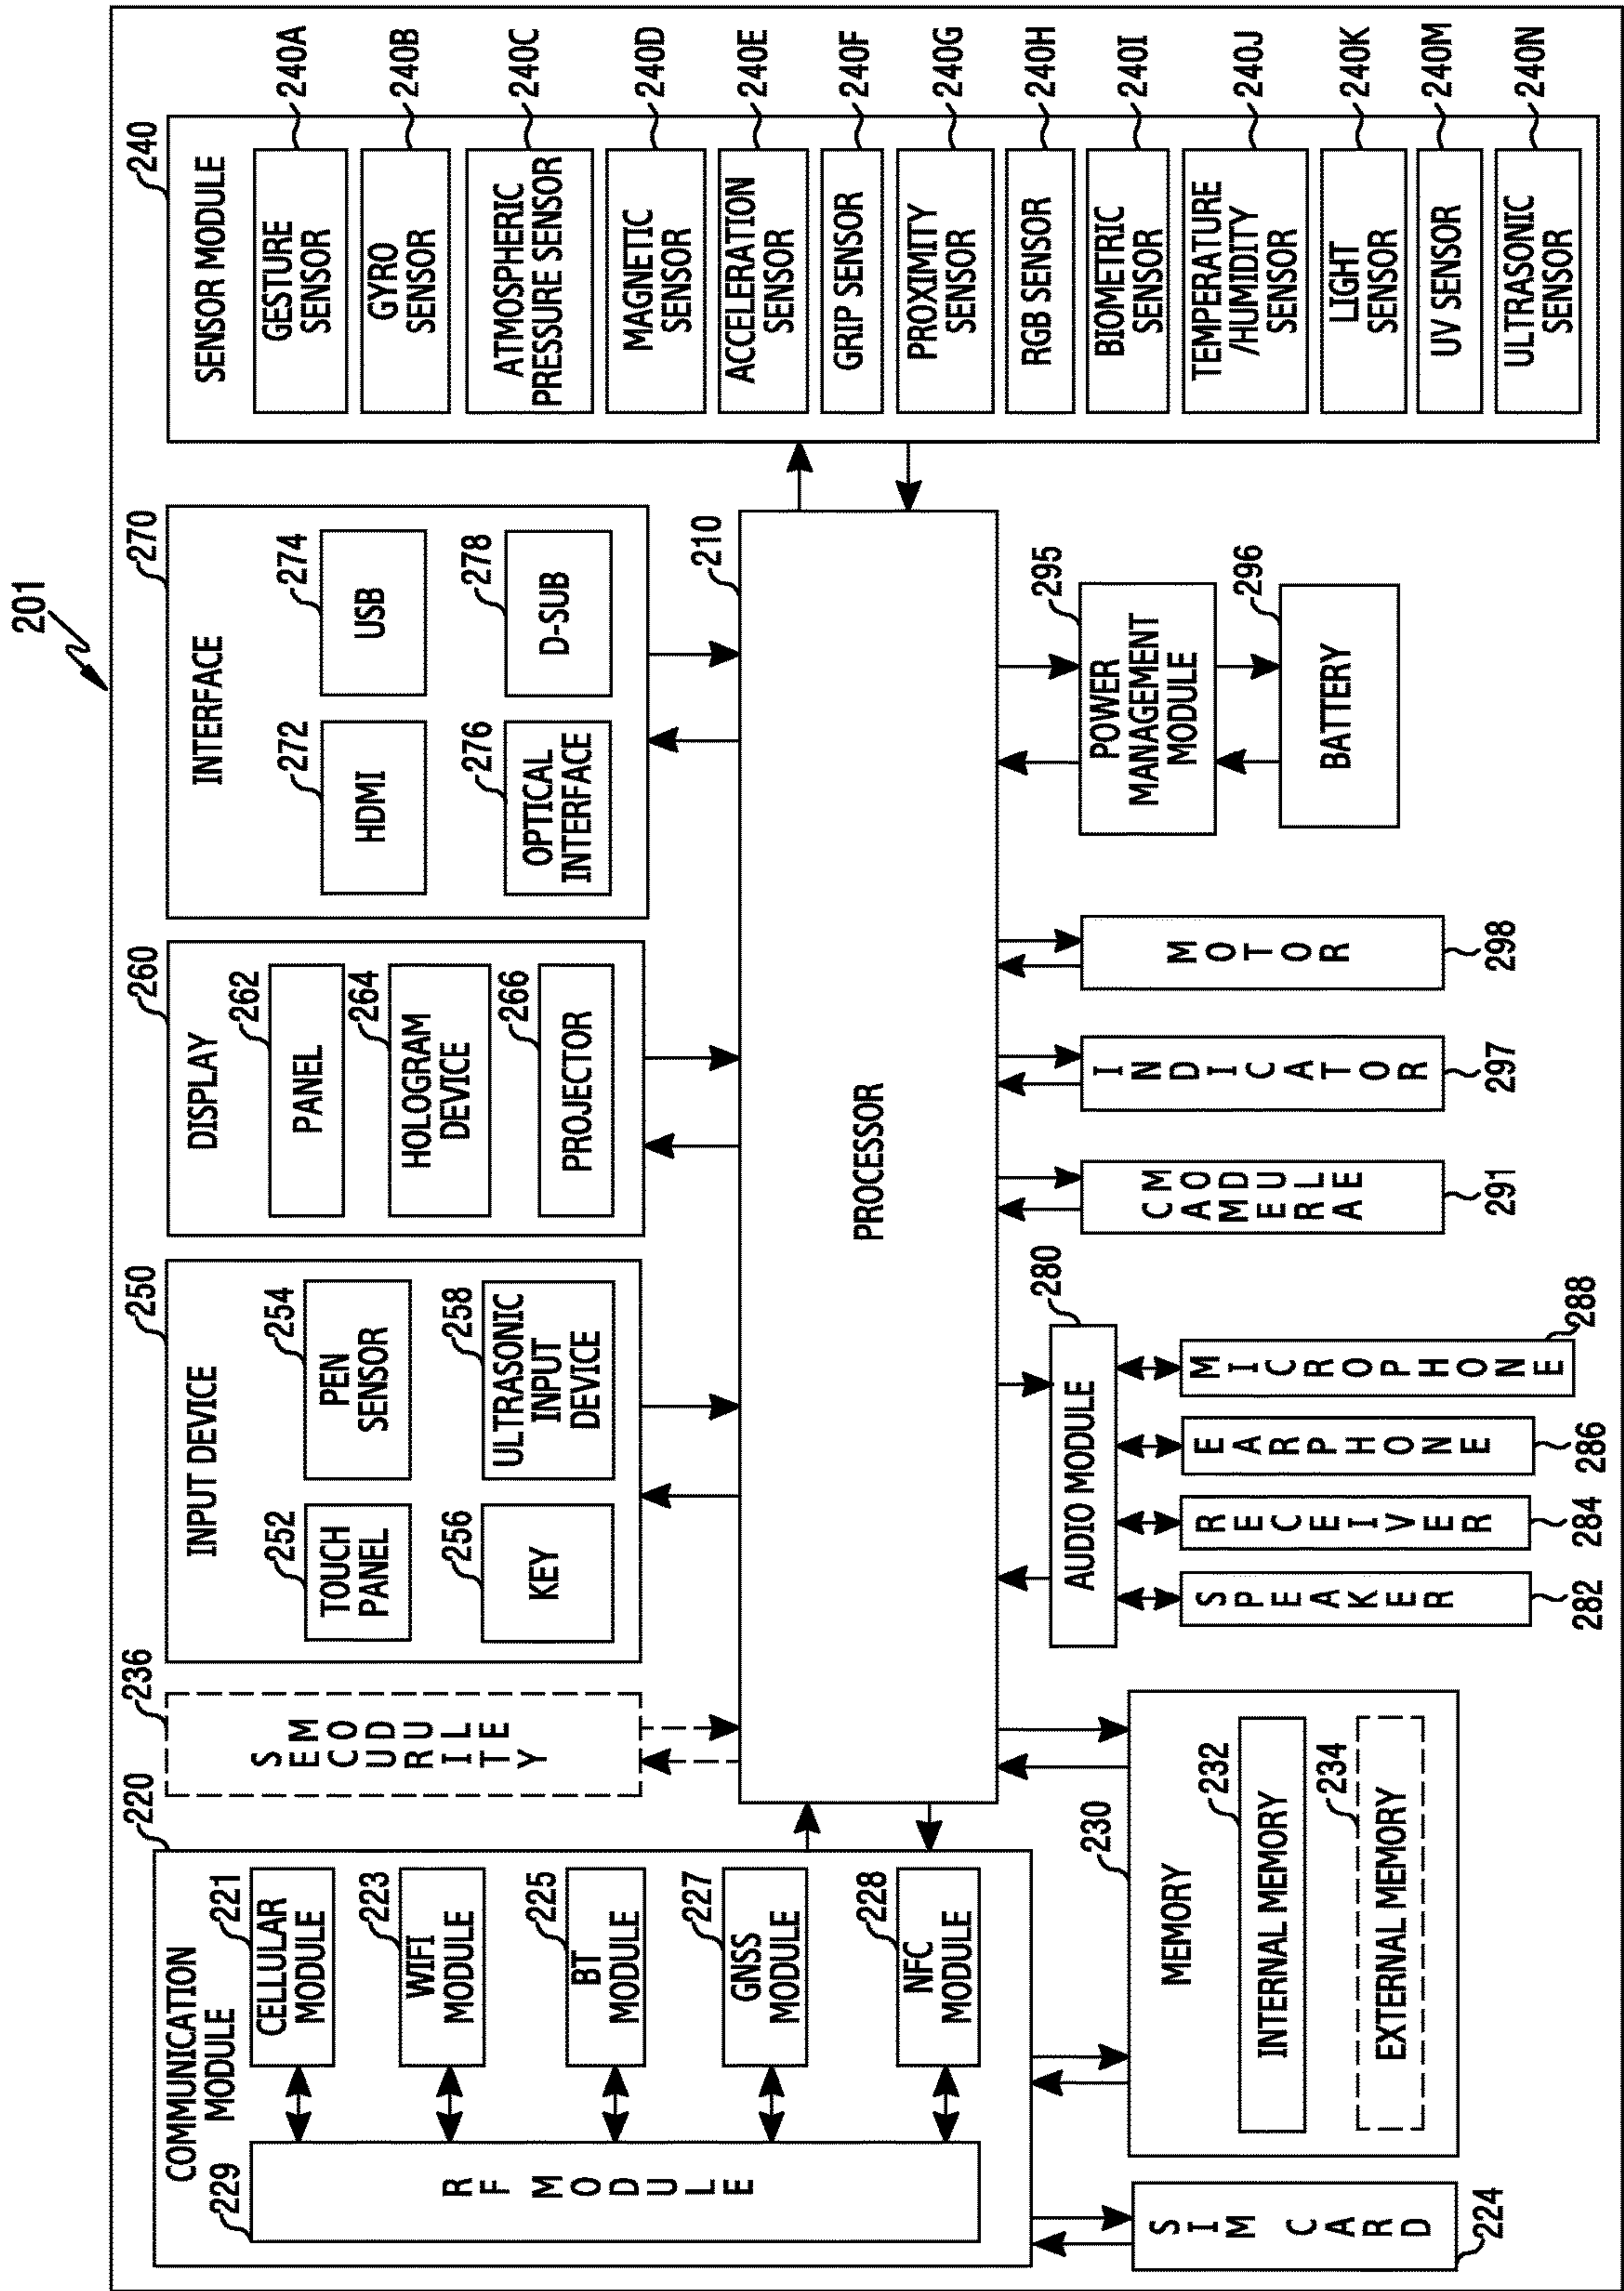 201
COMMUNICATION
MODULE
220
229
RF MODULE
221
CELLULAR
MODULE
223
WIFI
MODULE
225
BT
MODULE
227
GNSS
MODULE
228
NFC
MODULE
236
SECURITY
MODULE
250
INPUT DEVICE
252
TOUCH
PANEL
254
PEN
SENSOR
256
KEY
258
ULTRASONIC
INPUT
DEVICE
260
DISPLAY
262
PANEL
264
HOLOGRAM
DEVICE
266
PROJECTOR
270
INTERFACE
272
HDMI
274
USB
276
OPTICAL
INTERFACE
278
D-SUB
240
SENSOR MODULE
GESTURE
SENSOR
240A
GYRO
SENSOR
240B
ATMOSPHERIC
PRESSURE SENSOR
240C
MAGNETIC
SENSOR
240D
ACCELERATION
SENSOR
240E
GRIP SENSOR
240F
PROXIMITY
SENSOR
240G
RGB SENSOR
240H
BIOMETRIC
SENSOR
240I
TEMPERATURE
/HUMIDITY
SENSOR
240J
LIGHT
SENSOR
240K
UV SENSOR
240M
ULTRASONIC
SENSOR
240N
210
PROCESSOR
SIM CARD
224
230
MEMORY
232
INTERNAL MEMORY
234
EXTERNAL MEMORY
280
AUDIO MODULE
SPEAKER
282
RECEIVER
284
EARPHONE
286
MICROPHONE
288
CAMERA
MODULE
291
INDICATOR
297
MOTOR
298
295
POWER
MANAGEMENT
MODULE
296
BATTERY